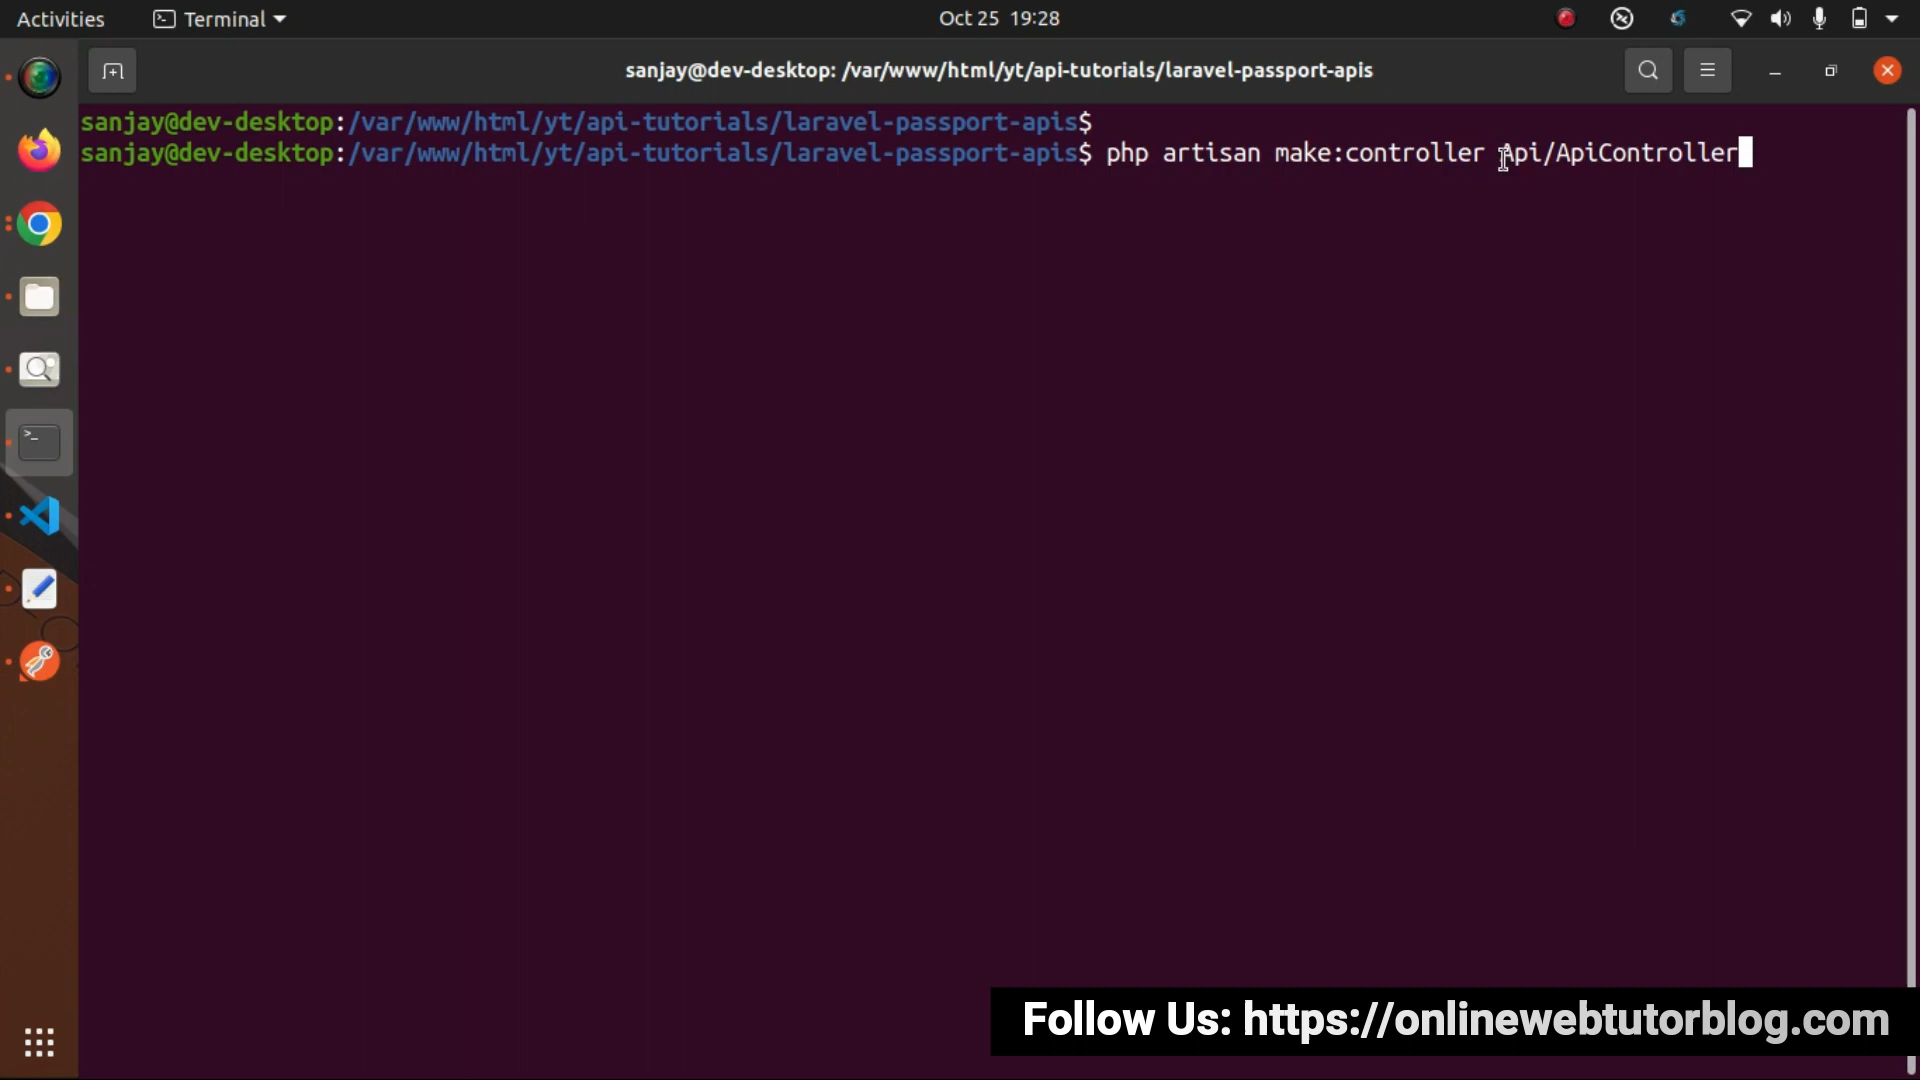 Activities Terminal Oct 25 19:28
sanjay@dev-desktop: /var/www/html/yt/api-tutorials/laravel-passport-apis
sanjay@dev-desktop:/var/www/html/yt/api-tutorials/laravel-passport-apis$
sanjay@dev-desktop:/var/www/html/yt/api-tutorials/laravel-passport-apis$ php artisan make:controller Api/ApiController
Follow Us: https://onlinewebtutorblog.com